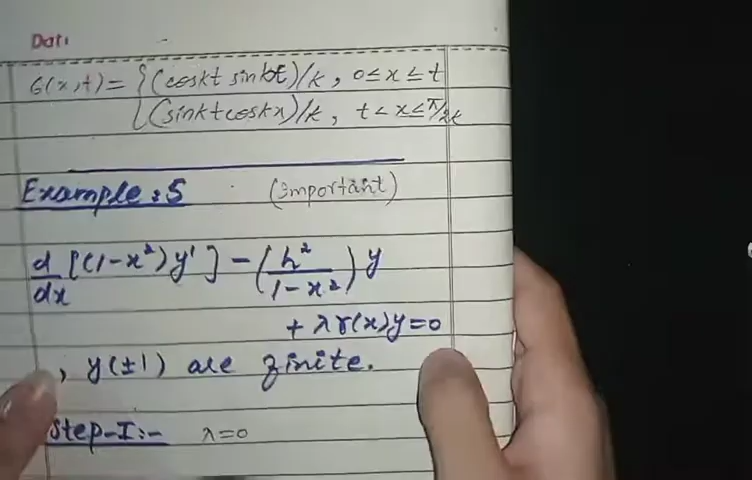 Date
G(x,t) = { (coskt sinkt)/k, 0≤x≤t
(sinkt coskx)/k, t<x≤π/2k
Example:5 (Important)
d/dx [(1-x²)y'] - (h²/1-x²) y
+ λr(x)y=0
, y(±1) are finite.
Step-I:- λ=0